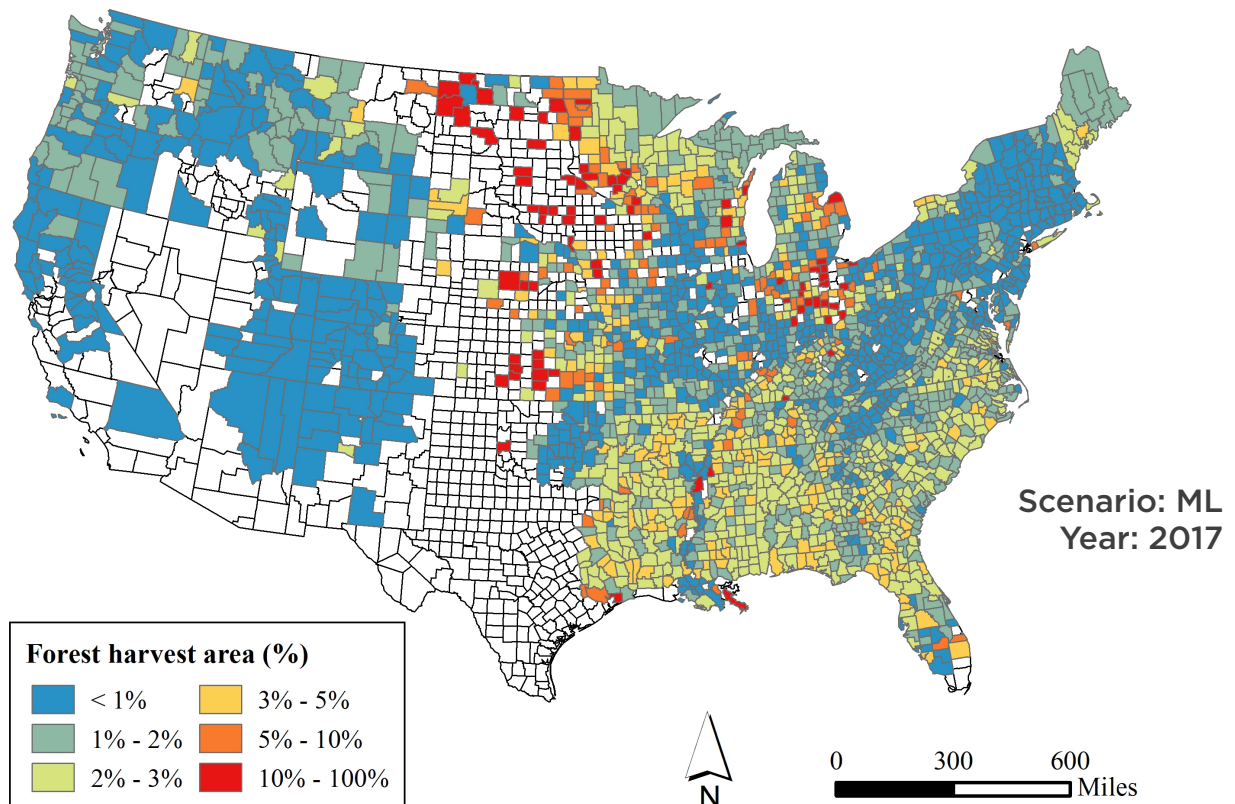 Scenario: ML
Year: 2017
Forest harvest area (%)
< 1%
1% - 2%
2% - 3%
3% - 5%
5% - 10%
10% - 100%
N
0 300 600
Miles